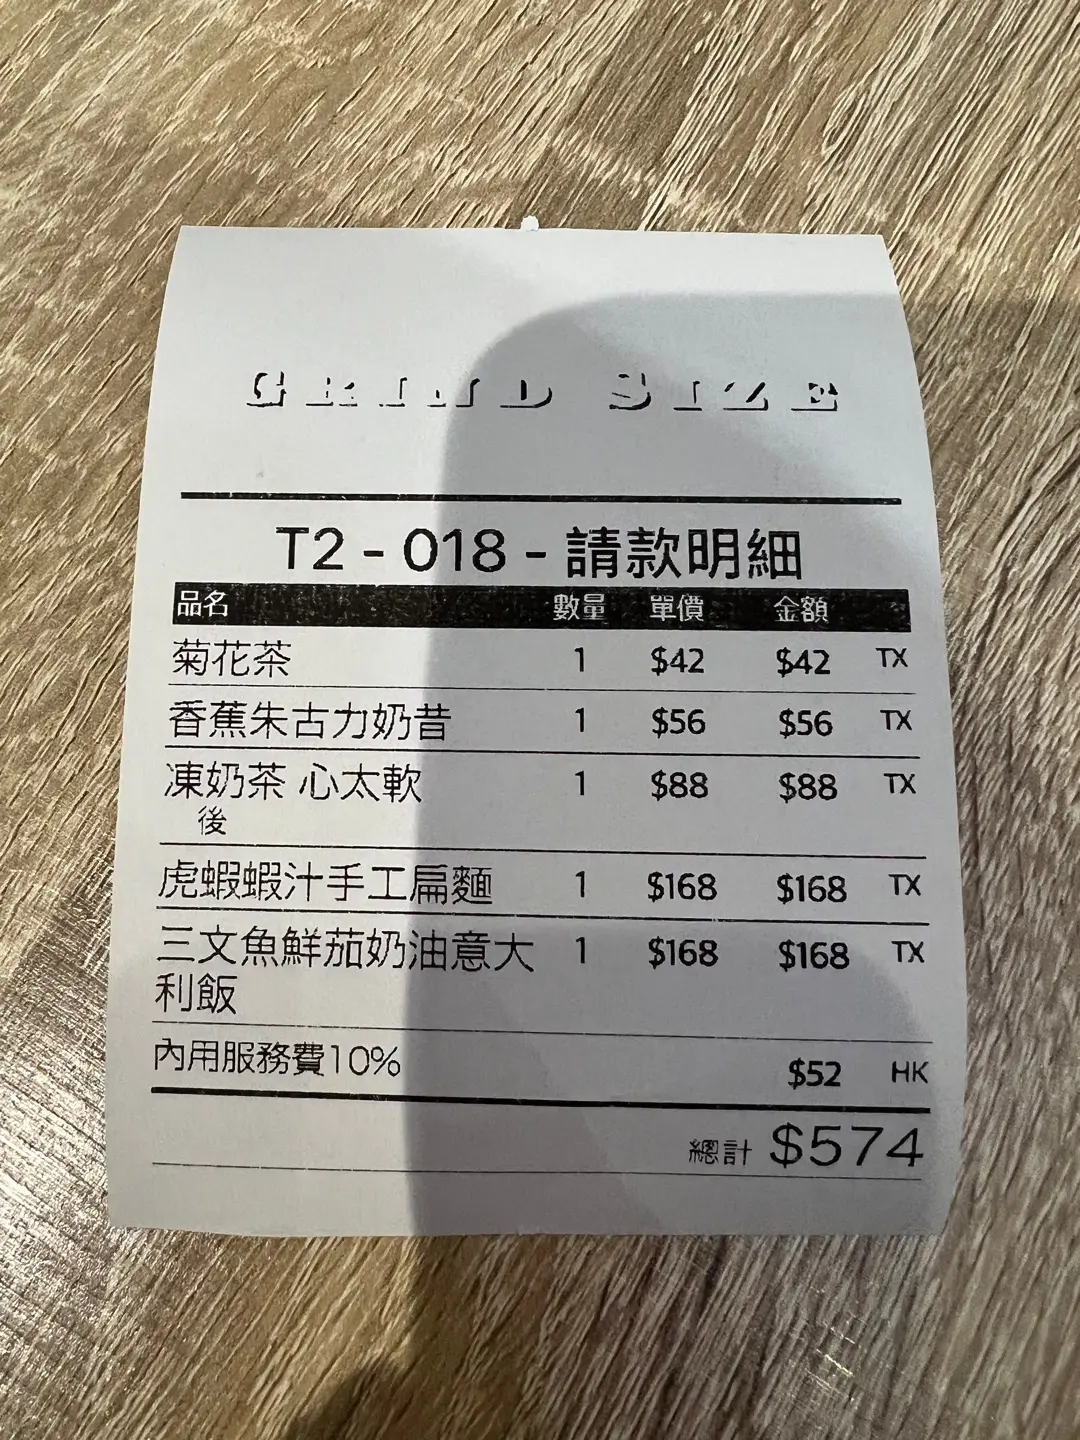 GRIND SIZE
T2 - 018 - 請款明細
品名 數量 單價 金額
菊花茶 1 $42 $42 TX
香蕉朱古力奶昔 1 $56 $56 TX
凍奶茶 心太軟 1 $88 $88 TX
後
虎蝦蝦汁手工扁麵 1 $168 $168 TX
三文魚鮮茄奶油意大 1 $168 $168 TX
利飯
內用服務費10% $52 HK
總計 $574